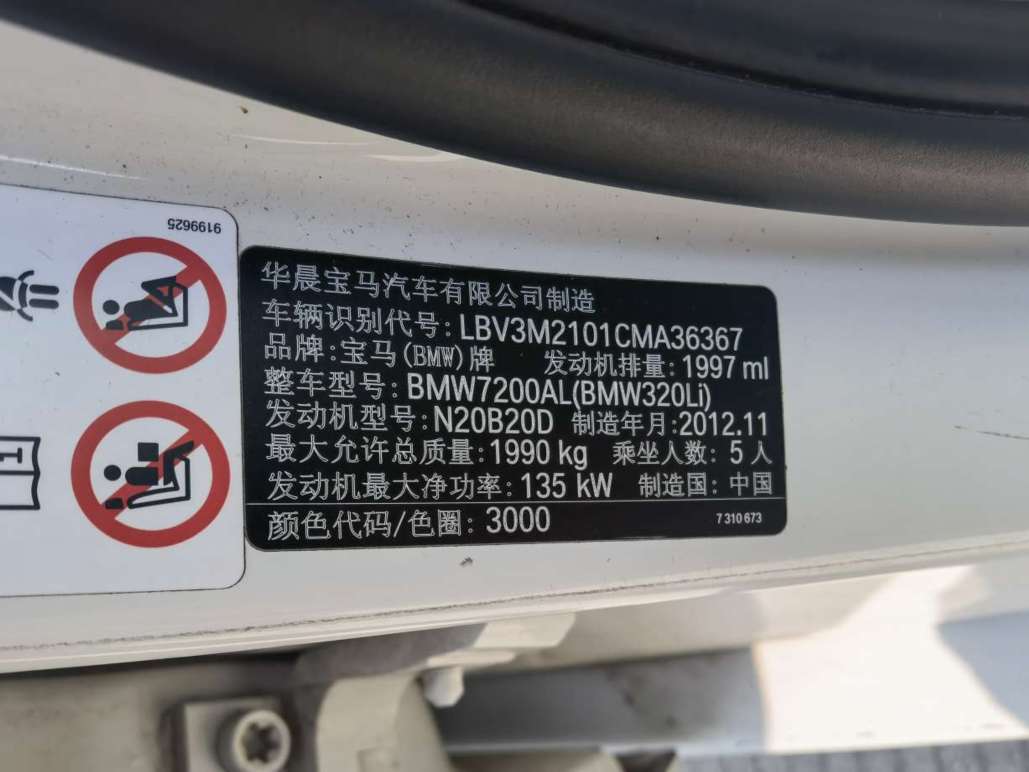 9199625
华晨宝马汽车有限公司制造
车辆识别代号: LBV3M2101CMA36367
品牌: 宝马(BMW)牌 发动机排量: 1997 ml
整车型号: BMW7200AL(BMW320Li)
发动机型号: N20B20D 制造年月: 2012.11
最大允许总质量: 1990 kg 乘坐人数: 5 人
发动机最大净功率: 135 kW 制造国: 中国
颜色代码/色圈: 3000 7 310 673